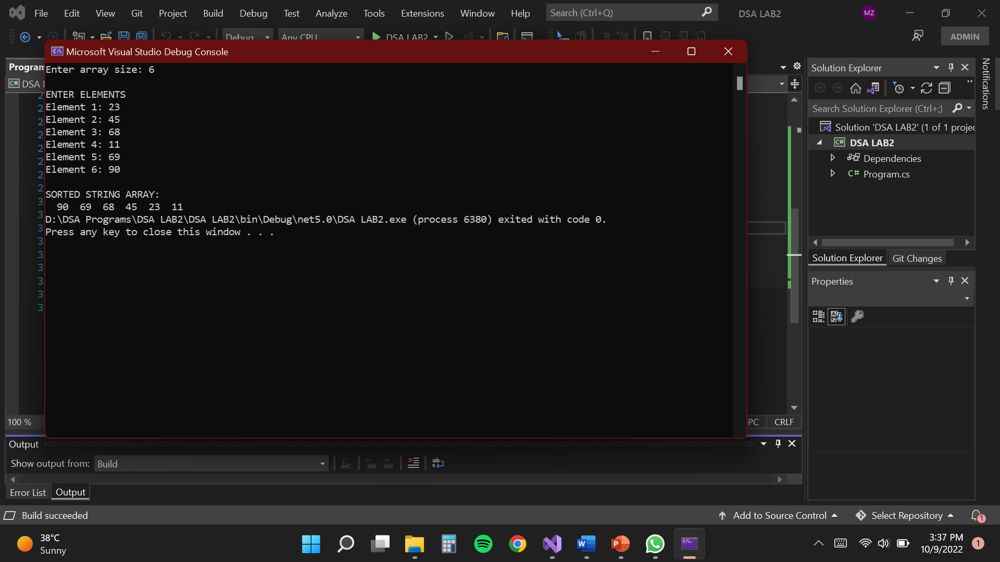 File Edit View Git Project Build Debug Test Analyze Tools Extensions Window Help Search (Ctrl+Q) DSA LAB2 MZ
Debug Any CPU DSA LAB2 ADMIN
Microsoft Visual Studio Debug Console
Enter array size: 6
ENTER ELEMENTS
Element 1: 23
Element 2: 45
Element 3: 68
Element 4: 11
Element 5: 69
Element 6: 90
SORTED STRING ARRAY:
90 69 68 45 23 11
D:\DSA Programs\DSA LAB2\DSA LAB2\bin\Debug\net5.0\DSA LAB2.exe (process 6380) exited with code 0.
Press any key to close this window . . .
Program
C# DSA
100 %
PC CRLF
Solution Explorer
Search Solution Explorer (Ctrl+;)
Solution 'DSA LAB2' (1 of 1 projec
C# DSA LAB2
Dependencies
C# Program.cs
Solution Explorer Git Changes
Properties
Notifications
Output
Show output from: Build
Error List Output
Build succeeded Add to Source Control Select Repository 1
38°C
Sunny
3:37 PM
10/9/2022
1